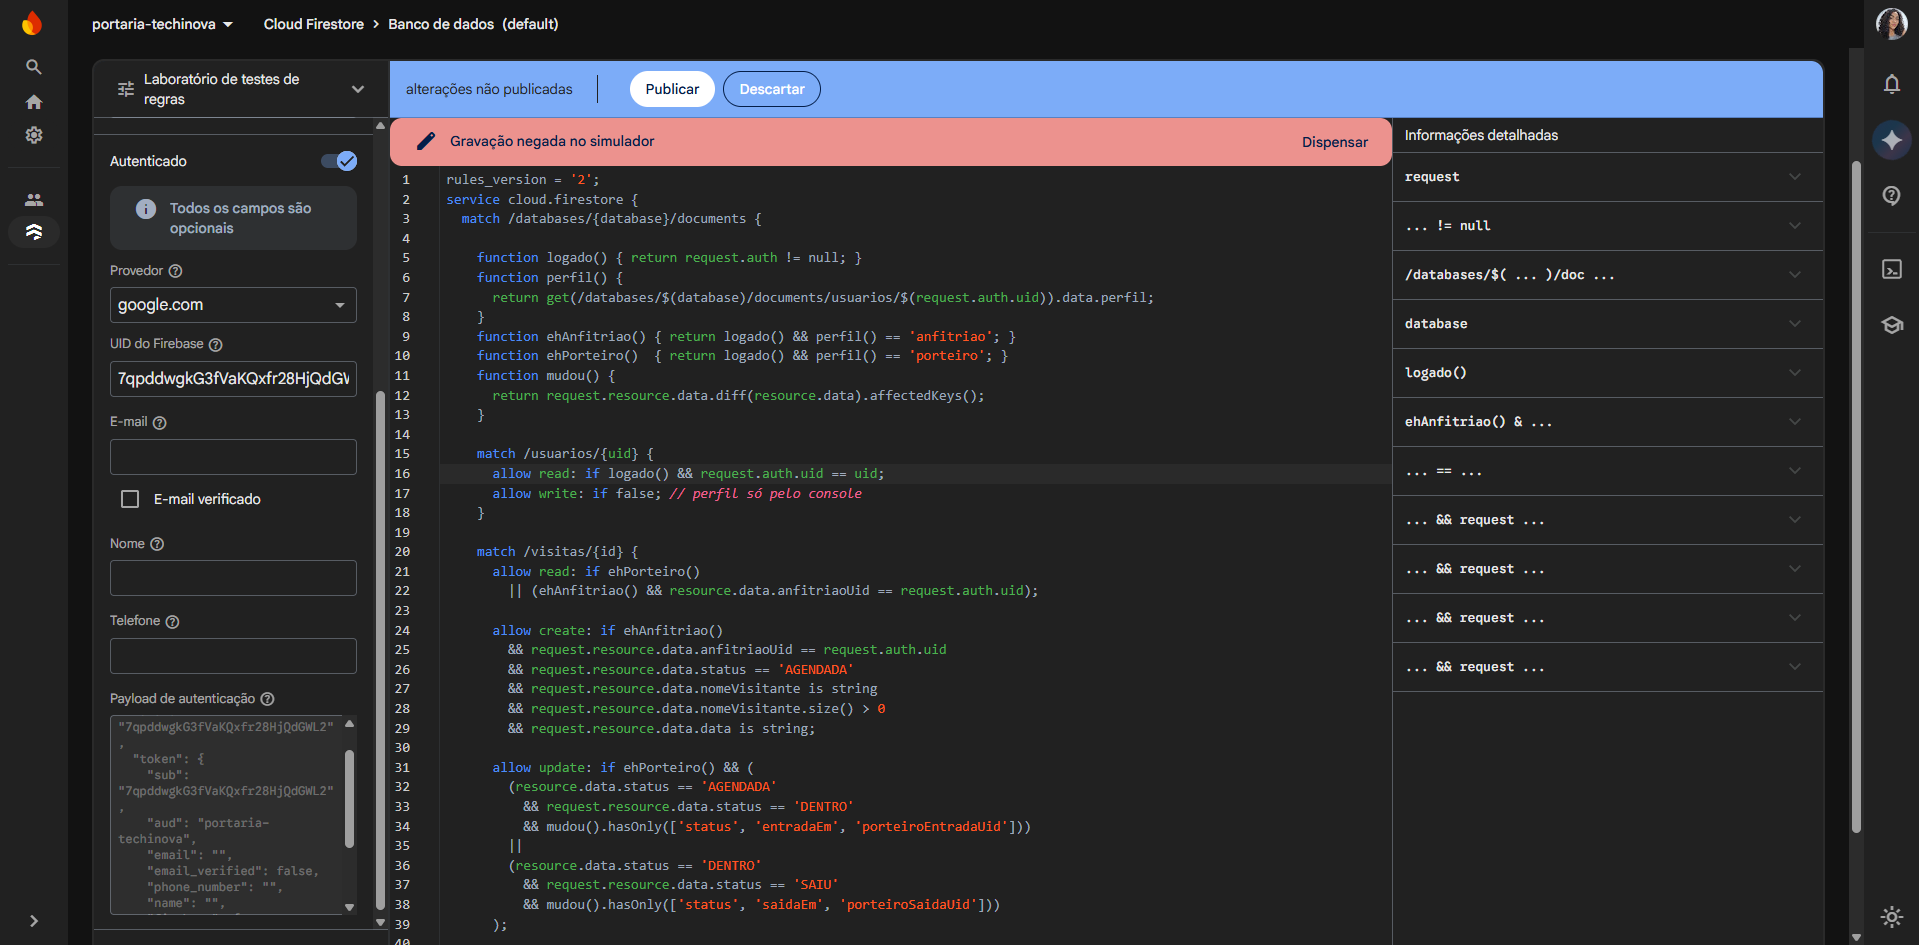 portaria-techinova
Cloud Firestore > Banco de dados (default)
Laboratório de testes de
regras
alterações não publicadas
Publicar
Descartar
Autenticado
Todos os campos são
opcionais
Provedor
google.com
UID do Firebase
7qpddwgkG3fVaKQxfr28HjQdGW
E-mail
E-mail verificado
Nome
Telefone
Payload de autenticação
"7qpddwgkG3fVaKQxfr28HjQdGWL2"
,
"token": {
"sub":
"7qpddwgkG3fVaKQxfr28HjQdGWL2"
,
"aud": "portaria-
techinova",
"email": "",
"email_verified": false,
"phone_number": "",
"name": "",
Gravação negada no simulador
Dispensar
1 rules_version = '2';
2 service cloud.firestore {
3 match /databases/{database}/documents {
4
5 function logado() { return request.auth != null; }
6 function perfil() {
7 return get(/databases/$(database)/documents/usuarios/$(request.auth.uid)).data.perfil;
8 }
9 function ehAnfitriao() { return logado() && perfil() == 'anfitriao'; }
10 function ehPorteiro() { return logado() && perfil() == 'porteiro'; }
11 function mudou() {
12 return request.resource.data.diff(resource.data).affectedKeys();
13 }
14
15 match /usuarios/{uid} {
16 allow read: if logado() && request.auth.uid == uid;
17 allow write: if false; // perfil só pelo console
18 }
19
20 match /visitas/{id} {
21 allow read: if ehPorteiro()
22 || (ehAnfitriao() && resource.data.anfitriaoUid == request.auth.uid);
23
24 allow create: if ehAnfitriao()
25 && request.resource.data.anfitriaoUid == request.auth.uid
26 && request.resource.data.status == 'AGENDADA'
27 && request.resource.data.nomeVisitante is string
28 && request.resource.data.nomeVisitante.size() > 0
29 && request.resource.data.data is string;
30
31 allow update: if ehPorteiro() && (
32 (resource.data.status == 'AGENDADA'
33 && request.resource.data.status == 'DENTRO'
34 && mudou().hasOnly(['status', 'entradaEm', 'porteiroEntradaUid']))
35 ||
36 (resource.data.status == 'DENTRO'
37 && request.resource.data.status == 'SAIU'
38 && mudou().hasOnly(['status', 'saidaEm', 'porteiroSaidaUid']))
39 );
40
Informações detalhadas
request
... != null
/databases/$( ... )/doc ...
database
logado()
ehAnfitriao() & ...
... == ...
... && request ...
... && request ...
... && request ...
... && request ...